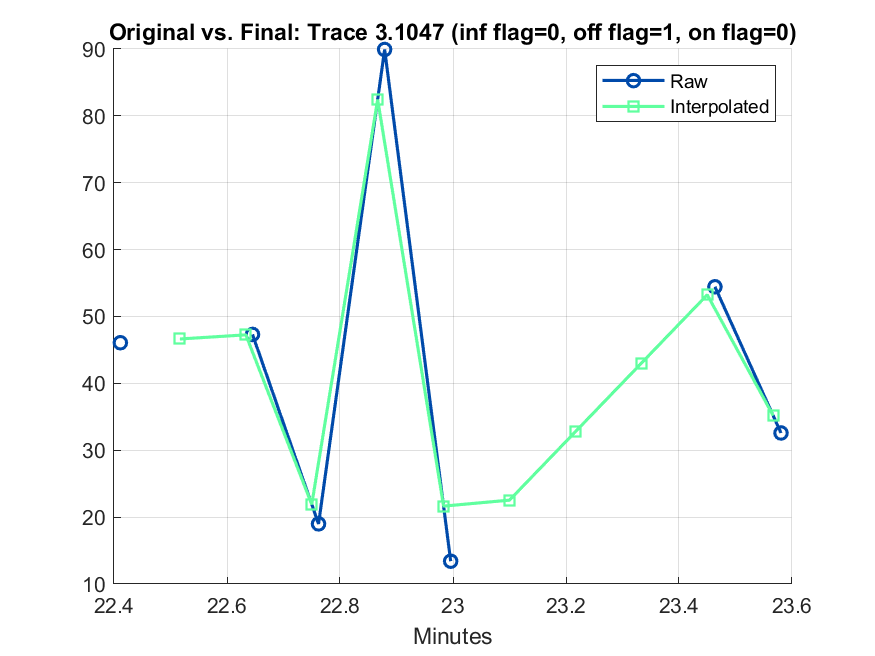 Original vs. Final: Trace 3.1047 (inf flag=0, off flag=1, on flag=0)
90
80
70
60
50
40
30
20
10
Raw
Interpolated
22.4 22.6 22.8 23 23.2 23.4 23.6
Minutes